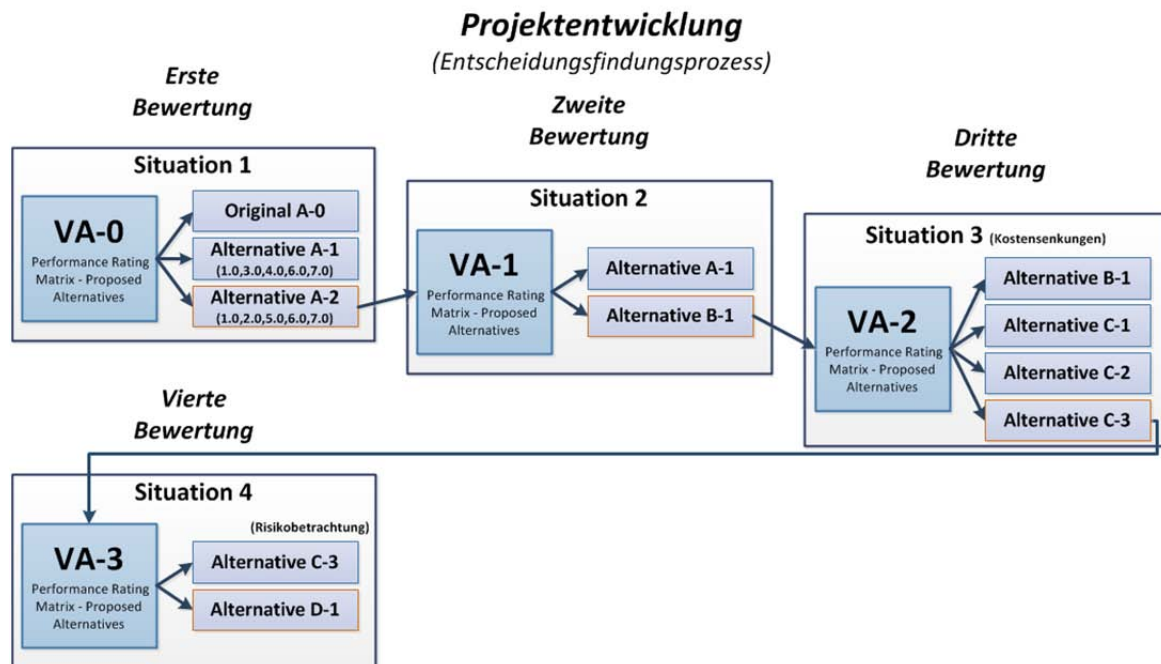 Projektentwicklung
(Entscheidungsfindungsprozess)
Erste
Bewertung
Situation 1
VA-0
Performance Rating
Matrix - Proposed
Alternatives
Original A-0
Alternative A-1
(1.0,3.0,4.0,6.0,7.0)
Alternative A-2
(1.0,2.0,5.0,6.0,7.0)
Zweite
Bewertung
Situation 2
VA-1
Performance Rating
Matrix - Proposed
Alternatives
Alternative A-1
Alternative B-1
Dritte
Bewertung
Situation 3 (Kostensenkungen)
VA-2
Performance Rating
Matrix - Proposed
Alternatives
Alternative B-1
Alternative C-1
Alternative C-2
Alternative C-3
Vierte
Bewertung
Situation 4
(Risikobetrachtung)
VA-3
Performance Rating
Matrix - Proposed
Alternatives
Alternative C-3
Alternative D-1